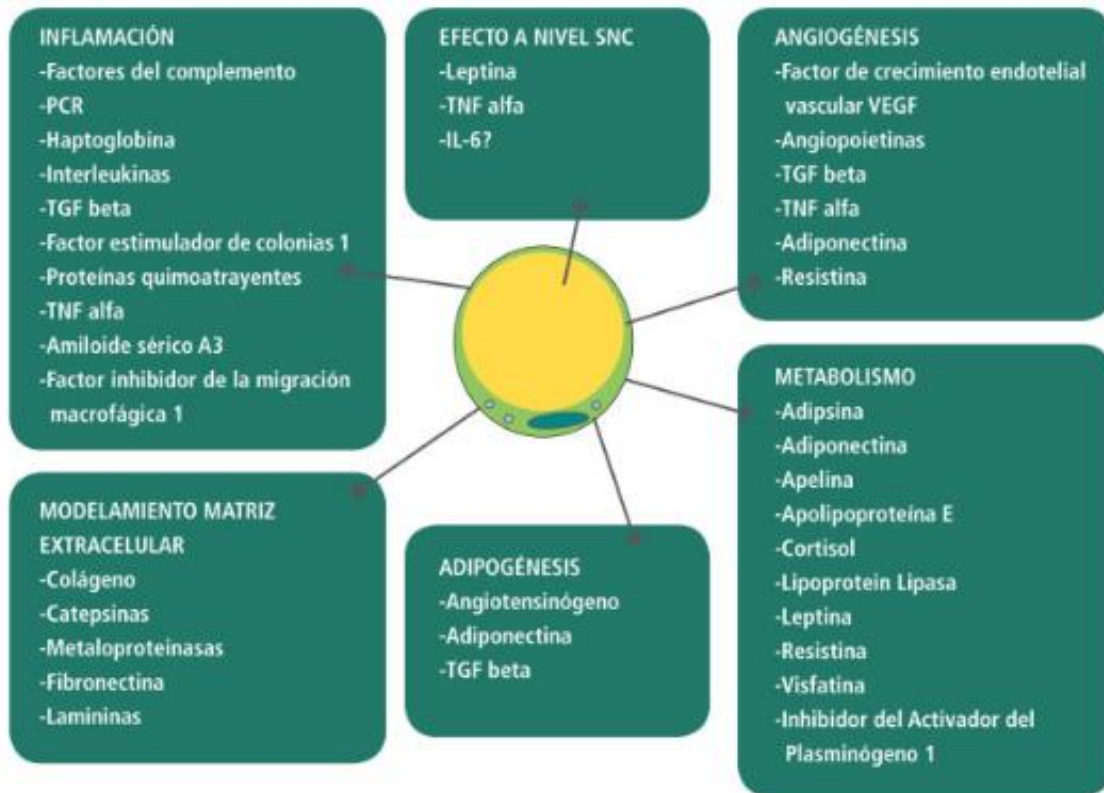 INFLAMACIÓN
-Factores del complemento
-PCR
-Haptoglobina
-Interleukinas
-TGF beta
-Factor estimulador de colonias 1
-Proteínas quimoatrayentes
-TNF alfa
-Amiloide sérico A3
-Factor inhibidor de la migración
macrofágica 1
EFECTO A NIVEL SNC
-Leptina
-TNF alfa
-IL-6?
ANGIOGÉNESIS
-Factor de crecimiento endotelial
vascular VEGF
-Angiopoietinas
-TGF beta
-TNF alfa
-Adiponectina
-Resistina
MODELAMIENTO MATRIZ
EXTRACELULAR
-Colágeno
-Catepsinas
-Metaloproteinasas
-Fibronectina
-Lamininas
ADIPOGÉNESIS
-Angiotensinógeno
-Adiponectina
-TGF beta
METABOLISMO
-Adipsina
-Adiponectina
-Apelina
-Apolipoproteína E
-Cortisol
-Lipoprotein Lipasa
-Leptina
-Resistina
-Visfatina
-Inhibidor del Activador del
Plasminógeno 1